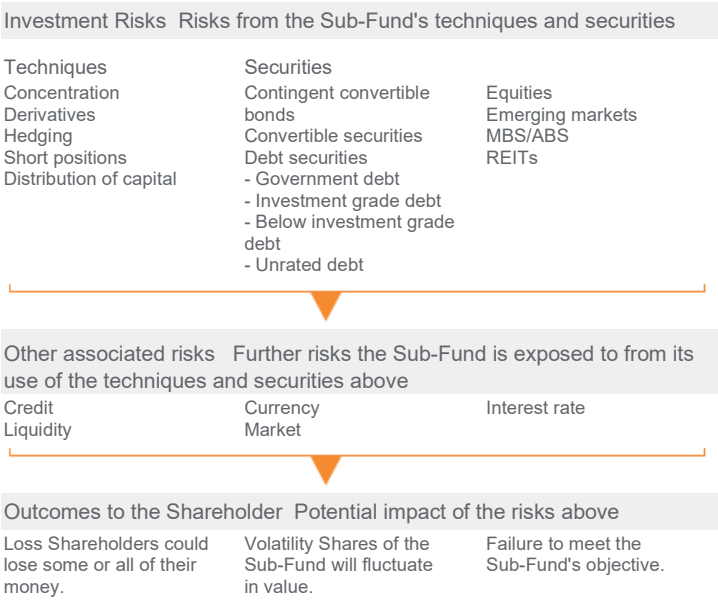 Investment Risks Risks from the Sub-Fund's techniques and securities
Techniques
Concentration
Derivatives
Hedging
Short positions
Distribution of capital
Securities
Contingent convertible
bonds
Convertible securities
Debt securities
- Government debt
- Investment grade debt
- Below investment grade
debt
- Unrated debt
Equities
Emerging markets
MBS/ABS
REITs
Other associated risks Further risks the Sub-Fund is exposed to from its
use of the techniques and securities above
Credit
Liquidity
Currency
Market
Interest rate
Outcomes to the Shareholder Potential impact of the risks above
Loss Shareholders could
lose some or all of their
money.
Volatility Shares of the
Sub-Fund will fluctuate
in value.
Failure to meet the
Sub-Fund's objective.